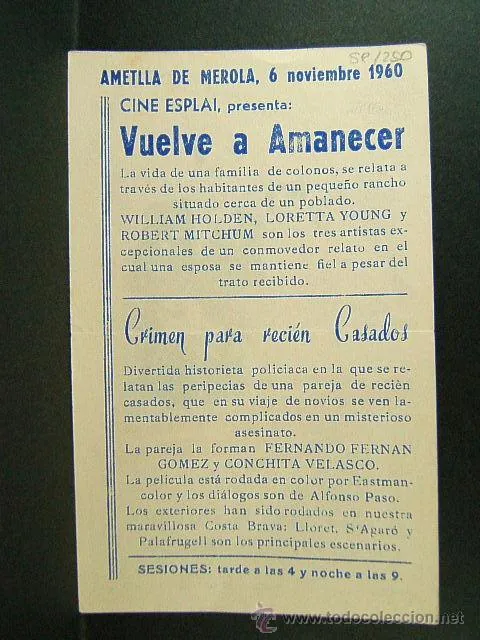 SP/250
AMETLLA DE MEROLA, 6 noviembre 1960
CINE ESPLAI, presenta:
Vuelve a Amanecer
La vida de una familia de colonos, se relata a
través de los habitantes de un pequeño rancho
situado cerca de un poblado.
WILLIAM HOLDEN, LORETTA YOUNG y
ROBERT MITCHUM son los tres artistas ex-
cepcionales de un conmovedor relato en el
cual una esposa se mantiene fiel a pesar del
trato recibido.
Crimen para recién Casados
Divertida historieta policiaca en la que se re-
latan las peripecias de una pareja de recièn
casados, que en su viaje de novios se ven la-
mentablemente complicados en un misterioso
asesinato.
La pareja la forman FERNANDO FERNAN
GOMEZ y CONCHITA VELASCO.
La película está rodada en color por Eastman-
color y los diálogos son de Alfonso Paso.
Los exteriores han sido rodados en nuestra
maravillosa Costa Brava: Lloret, S'Agaró y
Palafrugell son los principales escenarios.
SESIONES: tarde a las 4 y noche a las 9.
todocoleccion.net